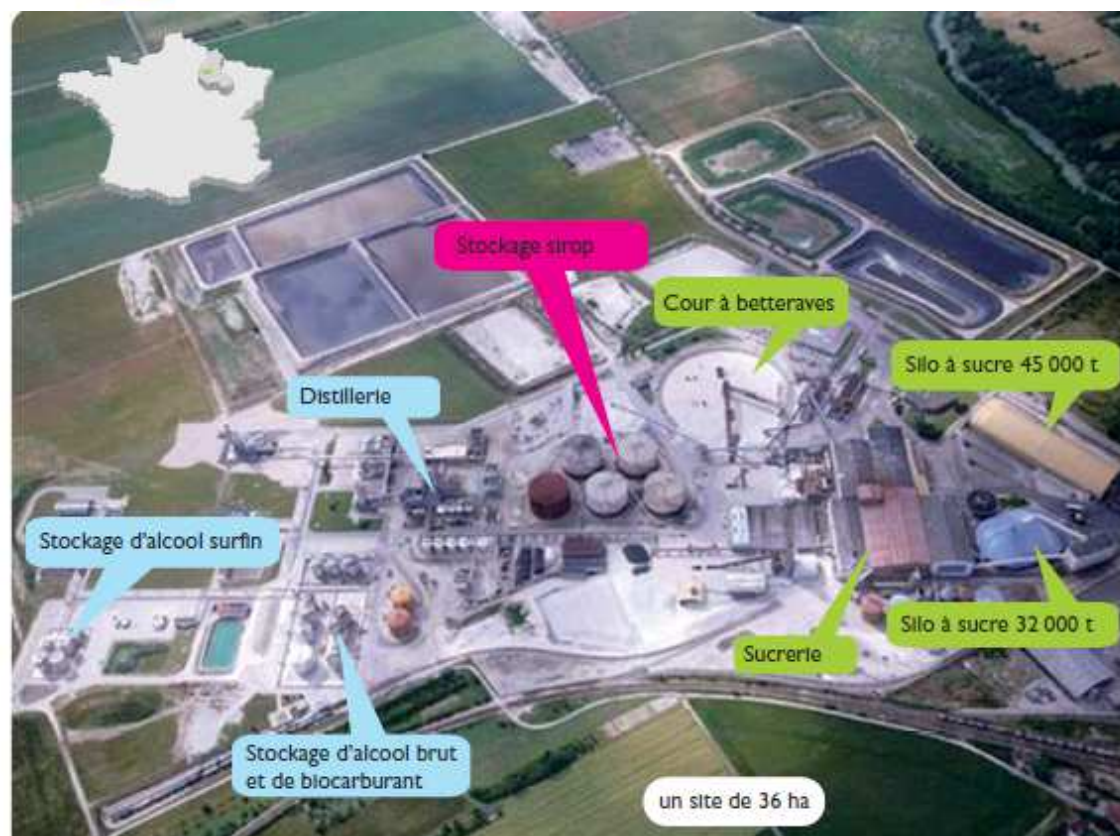 Stockage sirop
Cour à betteraves
Silo à sucre 45 000 t
Distillerie
Stockage d'alcool surfin
Silo à sucre 32 000 t
Sucrerie
Stockage d'alcool brut
et de biocarburant
un site de 36 ha